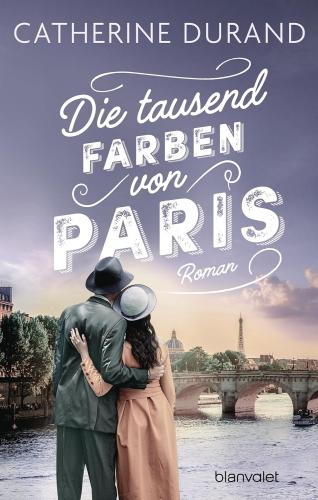 CATHERINE DURAND
Die tausend
FARBEN
von
PARIS
Roman
blanvalet